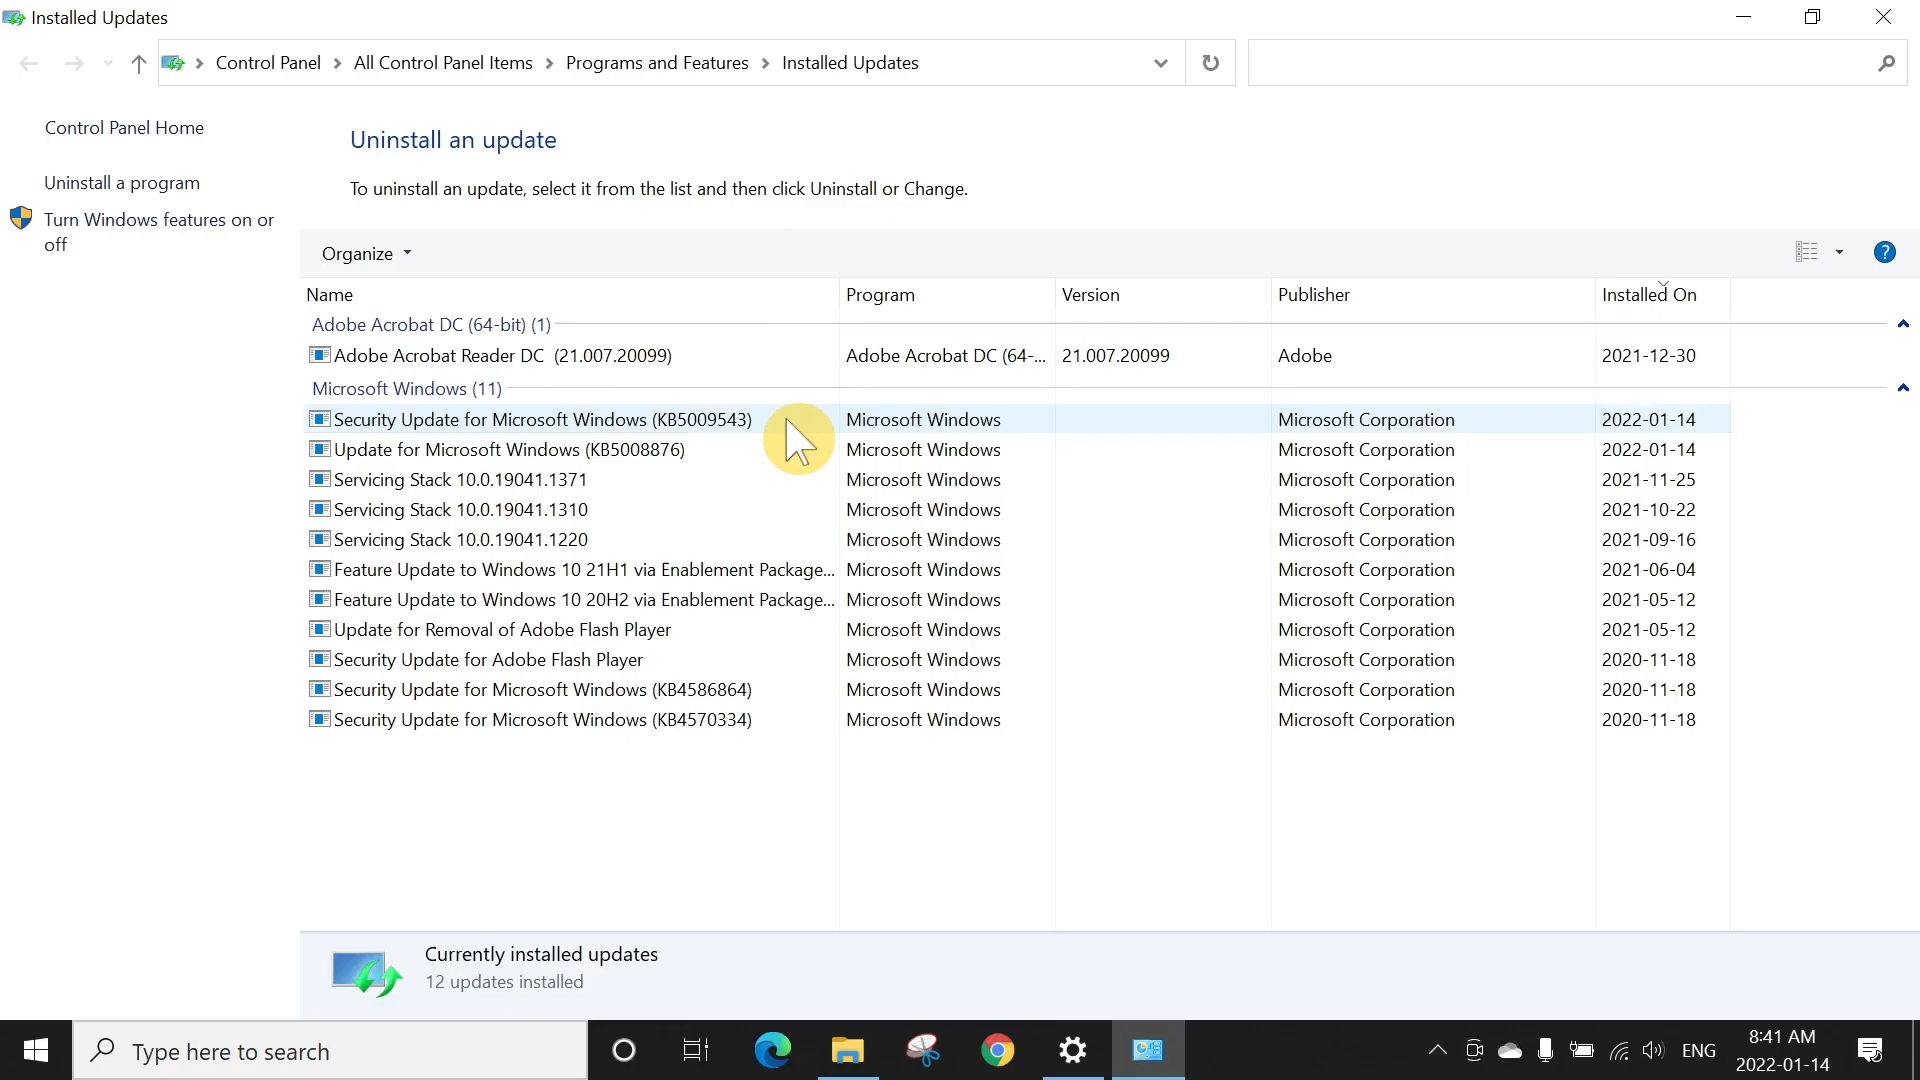 Installed Updates
Control Panel > All Control Panel Items > Programs and Features > Installed Updates
Control Panel Home
Uninstall a program
Turn Windows features on or
off
Uninstall an update
To uninstall an update, select it from the list and then click Uninstall or Change.
Organize
Name Program Version Publisher Installed On
Adobe Acrobat DC (64-bit) (1)
Adobe Acrobat Reader DC (21.007.20099) Adobe Acrobat DC (64-... 21.007.20099 Adobe 2021-12-30
Microsoft Windows (11)
Security Update for Microsoft Windows (KB5009543) Microsoft Windows Microsoft Corporation 2022-01-14
Update for Microsoft Windows (KB5008876) Microsoft Windows Microsoft Corporation 2022-01-14
Servicing Stack 10.0.19041.1371 Microsoft Windows Microsoft Corporation 2021-11-25
Servicing Stack 10.0.19041.1310 Microsoft Windows Microsoft Corporation 2021-10-22
Servicing Stack 10.0.19041.1220 Microsoft Windows Microsoft Corporation 2021-09-16
Feature Update to Windows 10 21H1 via Enablement Package... Microsoft Windows Microsoft Corporation 2021-06-04
Feature Update to Windows 10 20H2 via Enablement Package... Microsoft Windows Microsoft Corporation 2021-05-12
Update for Removal of Adobe Flash Player Microsoft Windows Microsoft Corporation 2021-05-12
Security Update for Adobe Flash Player Microsoft Windows Microsoft Corporation 2020-11-18
Security Update for Microsoft Windows (KB4586864) Microsoft Windows Microsoft Corporation 2020-11-18
Security Update for Microsoft Windows (KB4570334) Microsoft Windows Microsoft Corporation 2020-11-18
Currently installed updates
12 updates installed
Type here to search
ENG
8:41 AM
2022-01-14